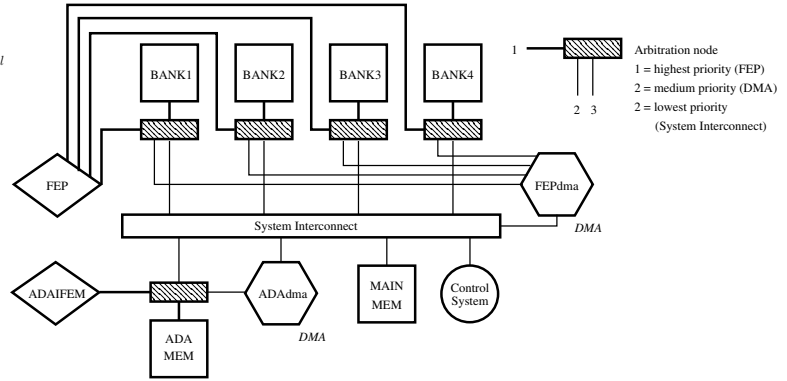 l
BANK1
BANK2
BANK3
BANK4
1
2 3
Arbitration node
1 = highest priority (FEP)
2 = medium priority (DMA)
2 = lowest priority
(System Interconnect)
FEP
FEPdma
DMA
System Interconnect
ADAIFEM
ADAdma
DMA
MAIN
MEM
Control
System
ADA
MEM